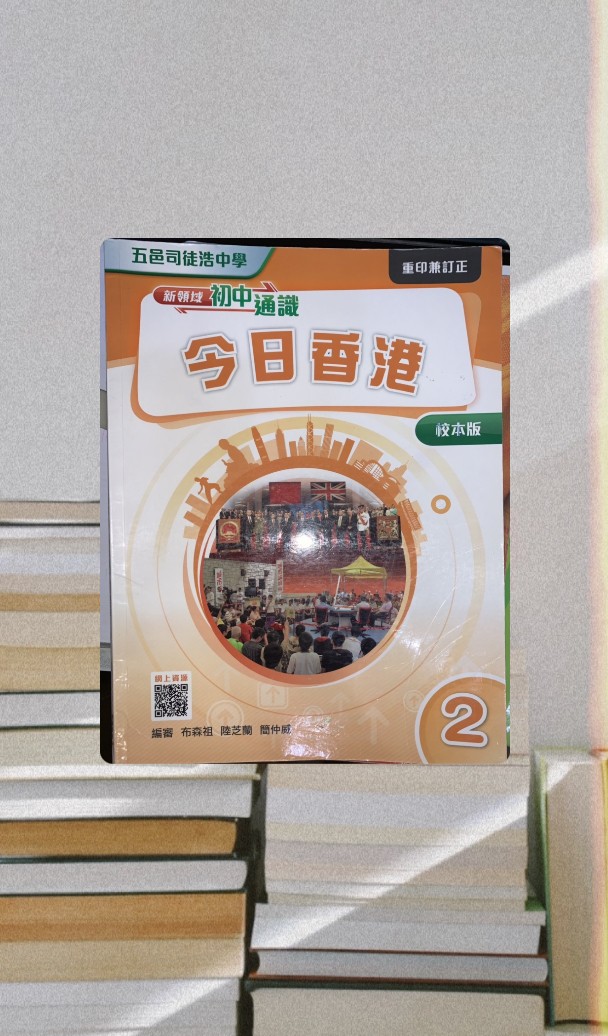 五邑司徒浩中學
重印兼訂正
新領域 初中通識
今日香港
校本版
網上資源
2
編審 布森祖 陸芝蘭 簡仲威